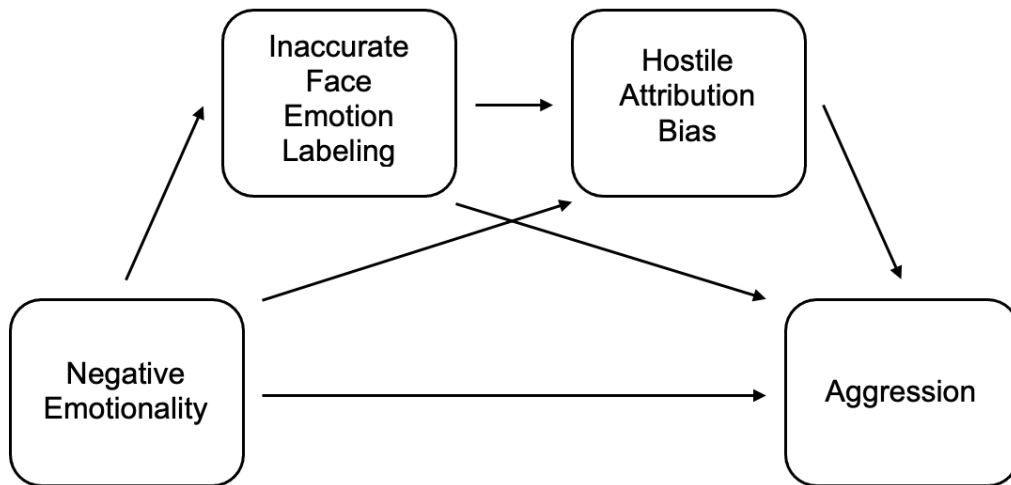 Inaccurate
Face
Emotion
Labeling
Hostile
Attribution
Bias
Negative
Emotionality
Aggression